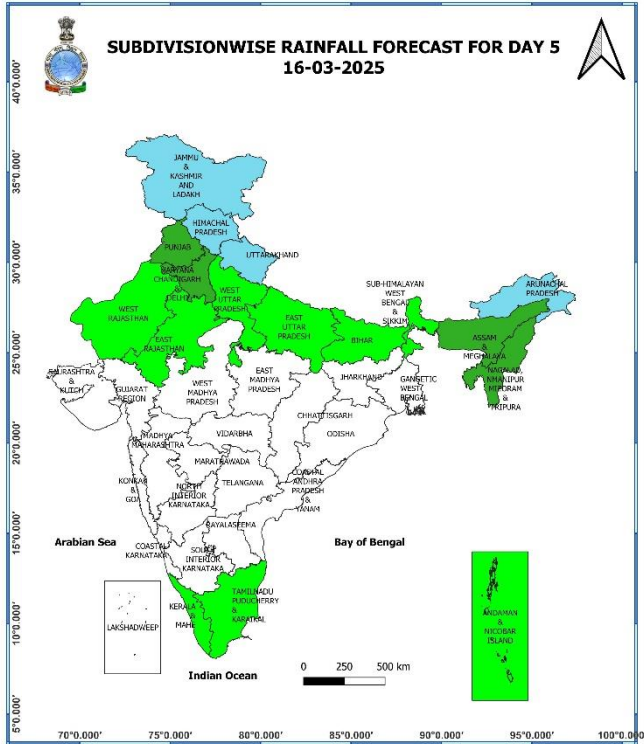 SUBDIVISIONWISE RAINFALL FORECAST FOR DAY 5
16-03-2025
40°0.000'
35°0.000'
30°0.000'
25°0.000'
20°0.000'
15°0.000'
10°0.000'
5°0.000'
JAMMU
&
KASHMIR
AND
LADAKH
HIMACHAL
PRADESH
UTTARAKHAND
PUNJAB
HARYANA
CHANDIGARH
&
DELHI
WEST
UTTAR
PRADESH
WEST
RAJASTHAN
EAST
RAJASTHAN
EAST
UTTAR
PRADESH
BIHAR
SUB-HIMALAYAN
WEST
BENGAL
&
SIKKIM
ARUNACHAL
PRADESH
ASSAM
&
MEGHALAYA
NAGALAND
MANIPUR
MIZORAM
&
TRIPURA
SAURASHTRA
&
KUTCH
GUJARAT
REGION
WEST
MADHYA
PRADESH
EAST
MADHYA
PRADESH
JHARKHAND
GANGETIC
WEST
BENGAL
CHHATTISGARH
ODISHA
MADHYA
MAHARASHTRA
VIDARBHA
MARATHWADA
TELANGANA
KONKAN
&
GOA
NORTH
INTERIOR
KARNATAKA
COASTAL
ANDHRA
PRADESH
&
YANAM
RAYALASEEMA
COASTAL
KARNATAKA
SOUTH
INTERIOR
KARNATAKA
Arabian Sea
Bay of Bengal
TAMILNADU
PUDUCHERRY
&
KARAIKAL
KERALA
&
MAHE
LAKSHADWEEP
ANDAMAN
&
NICOBAR
ISLAND
Indian Ocean
0 250 500 km
70°0.000' 75°0.000' 80°0.000' 85°0.000' 90°0.000' 95°0.000' 100°0.000'